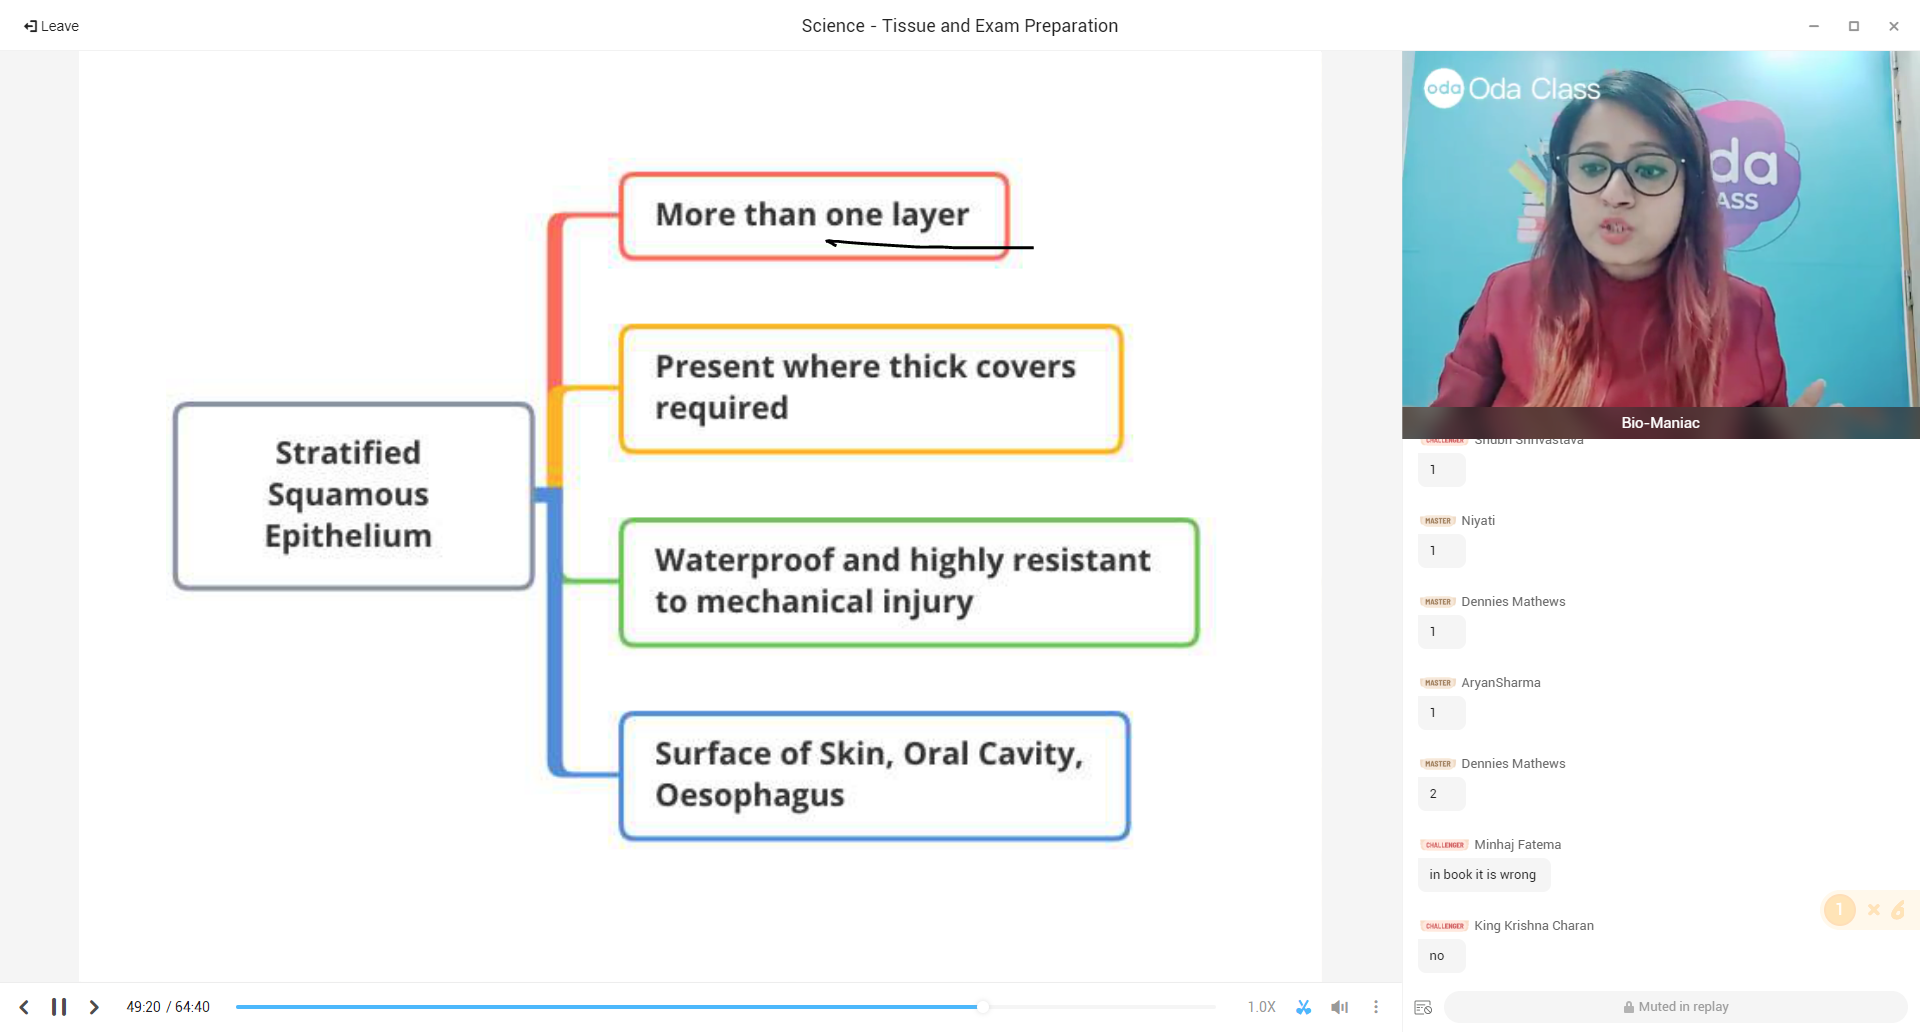 Leave
Science - Tissue and Exam Preparation
More than one layer
Present where thick covers
required
Stratified
Squamous
Epithelium
Waterproof and highly resistant
to mechanical injury
Surface of Skin, Oral Cavity,
Oesophagus
oda Oda Class
da
ASS
Bio-Maniac
CHALLENGER Shubh Shrivastava
1
MASTER Niyati
1
MASTER Dennies Mathews
1
MASTER AryanSharma
1
MASTER Dennies Mathews
2
CHALLENGER Minhaj Fatema
in book it is wrong
1 × 6
CHALLENGER King Krishna Charan
no
49:20 / 64:40
1.0X
Muted in replay